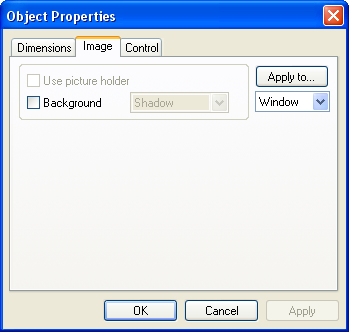 Object Properties
Dimensions Image Control
Use picture holder
Apply to...
Background Shadow
Window
OK Cancel Apply